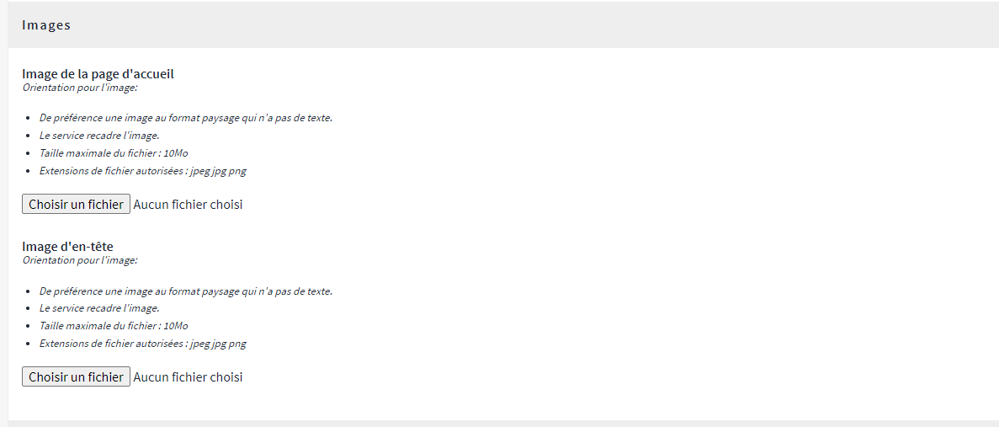 Images
Image de la page d'accueil
Orientation pour l'image:
De préférence une image au format paysage qui n'a pas de texte.
Le service recadre l'image.
Taille maximale du fichier : 10Mo
Extensions de fichier autorisées : jpeg jpg png
Choisir un fichier Aucun fichier choisi
Image d'en-tête
Orientation pour l'image:
De préférence une image au format paysage qui n'a pas de texte.
Le service recadre l'image.
Taille maximale du fichier : 10Mo
Extensions de fichier autorisées : jpeg jpg png
Choisir un fichier Aucun fichier choisi